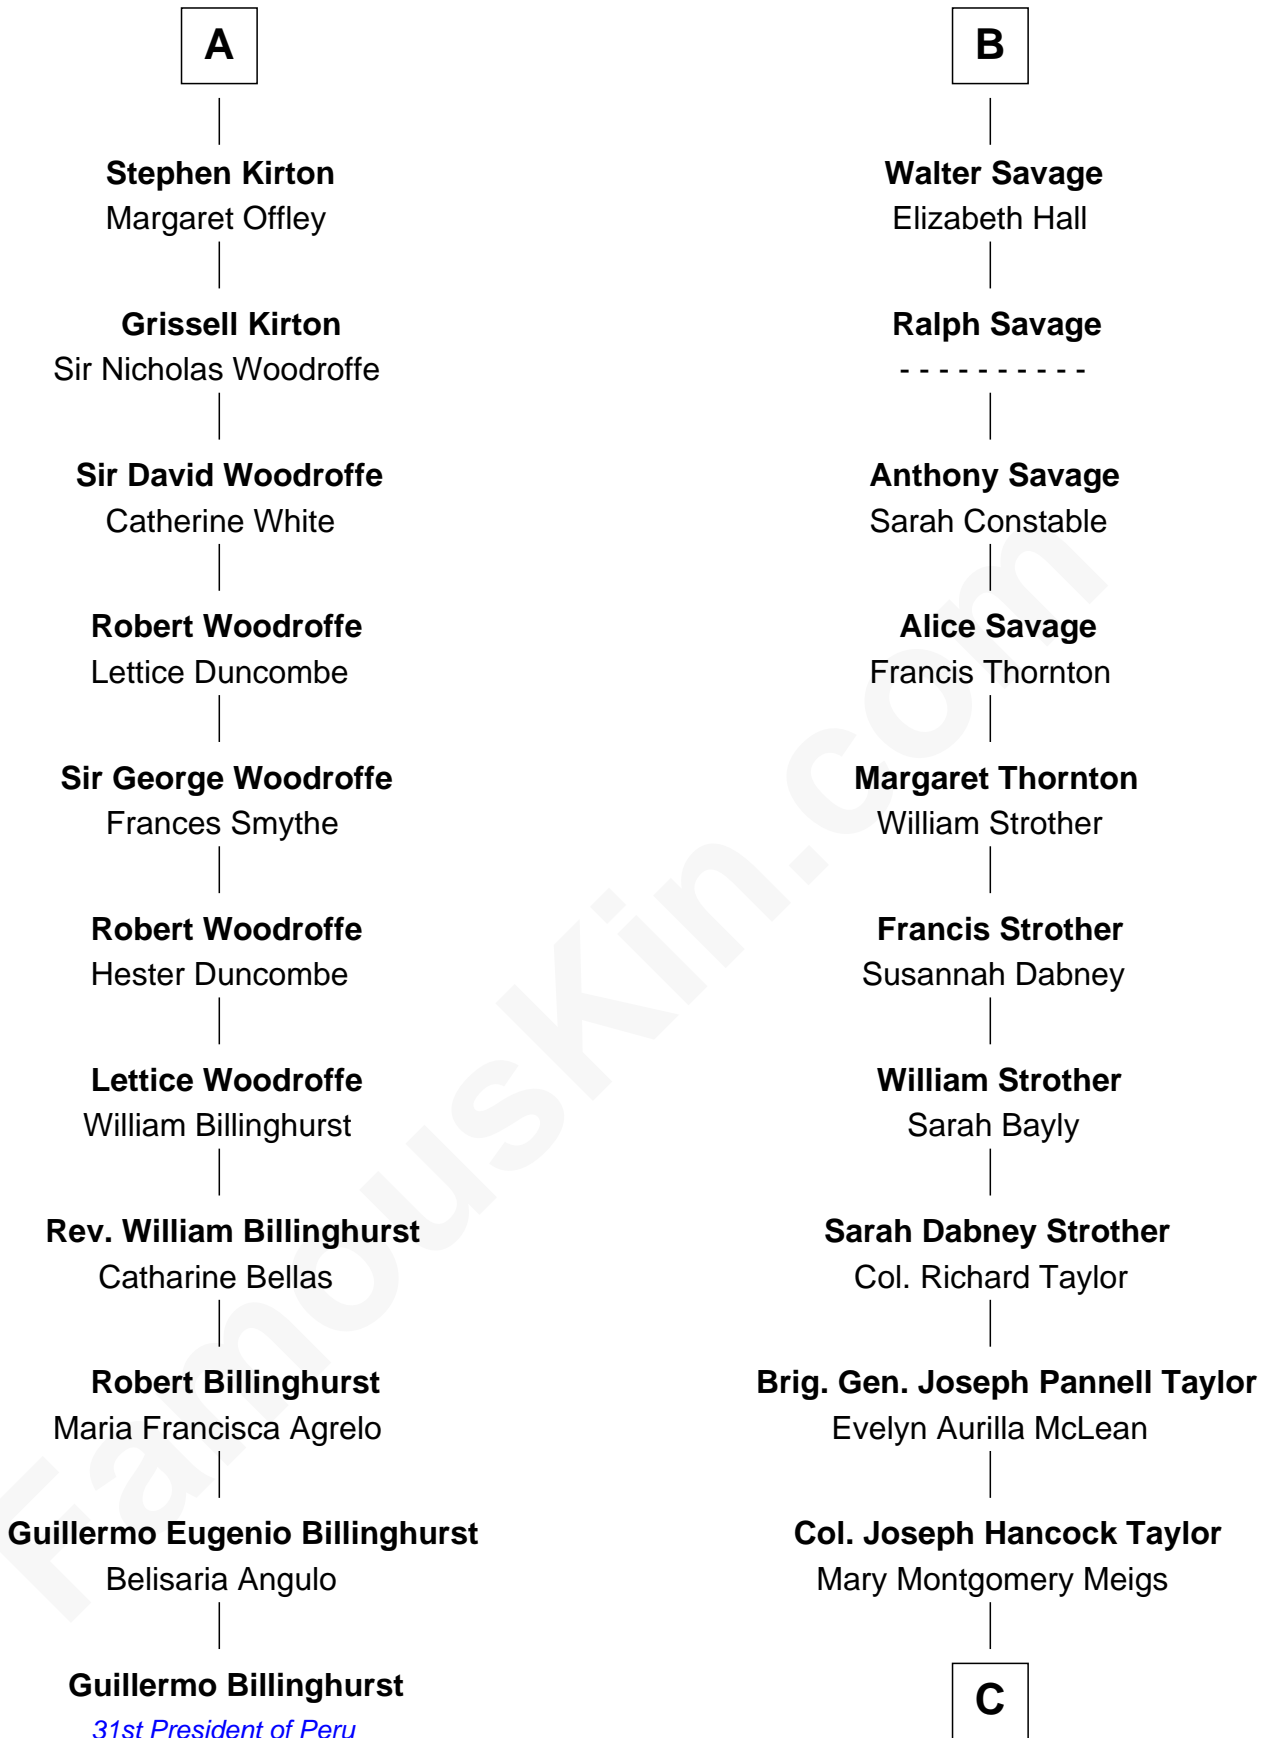 A
Stephen Kirton
Margaret Offley
Grissell Kirton
Sir Nicholas Woodroffe
Sir David Woodroffe
Catherine White
Robert Woodroffe
Lettice Duncombe
Sir George Woodroffe
Frances Smythe
Robert Woodroffe
Hester Duncombe
Lettice Woodroffe
William Billinghurst
Rev. William Billinghurst
Catharine Bellas
Robert Billinghurst
Maria Francisca Agrelo
Guillermo Eugenio Billinghurst
Belisaria Angulo
Guillermo Billinghurst
31st President of Peru
B
Walter Savage
Elizabeth Hall
Ralph Savage
- - - - - - - - - -
Anthony Savage
Sarah Constable
Alice Savage
Francis Thornton
Margaret Thornton
William Strother
Francis Strother
Susannah Dabney
William Strother
Sarah Bayly
Sarah Dabney Strother
Col. Richard Taylor
Brig. Gen. Joseph Pannell Taylor
Evelyn Aurilla McLean
Col. Joseph Hancock Taylor
Mary Montgomery Meigs
C
FamousKin.com